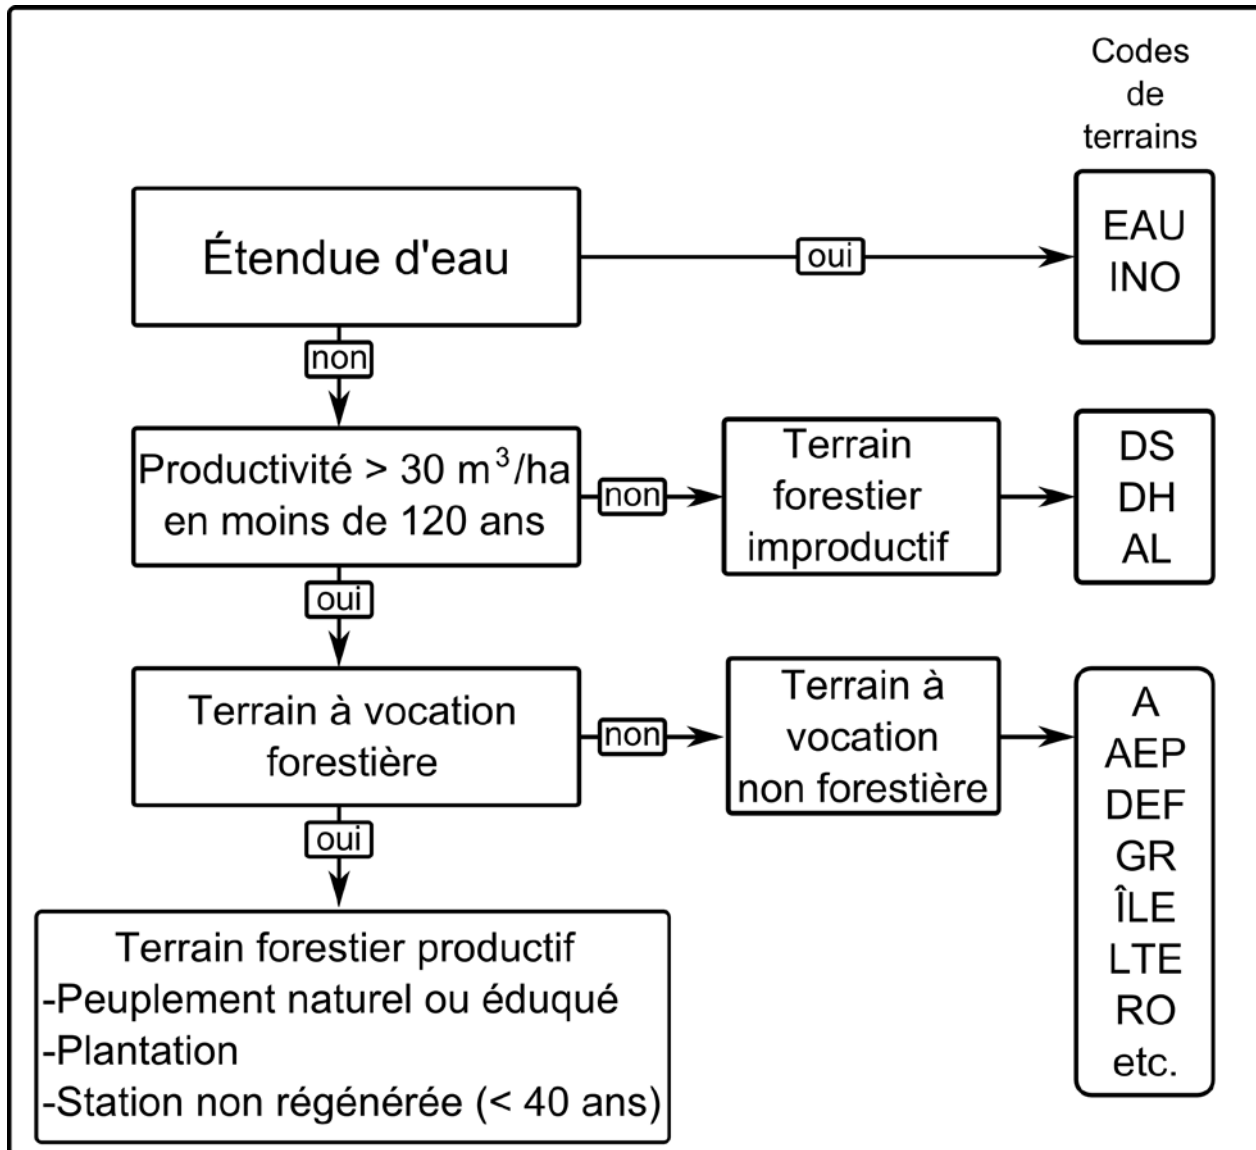 Codes
de
terrains
Étendue d'eau
oui
EAU
INO
non
Productivité > 30 m³/ha
en moins de 120 ans
non
Terrain
forestier
improductif
DS
DH
AL
oui
Terrain à vocation
forestière
non
Terrain à
vocation
non forestière
A
AEP
DEF
GR
ÎLE
LTE
RO
etc.
oui
Terrain forestier productif
-Peuplement naturel ou éduqué
-Plantation
-Station non régénérée (< 40 ans)